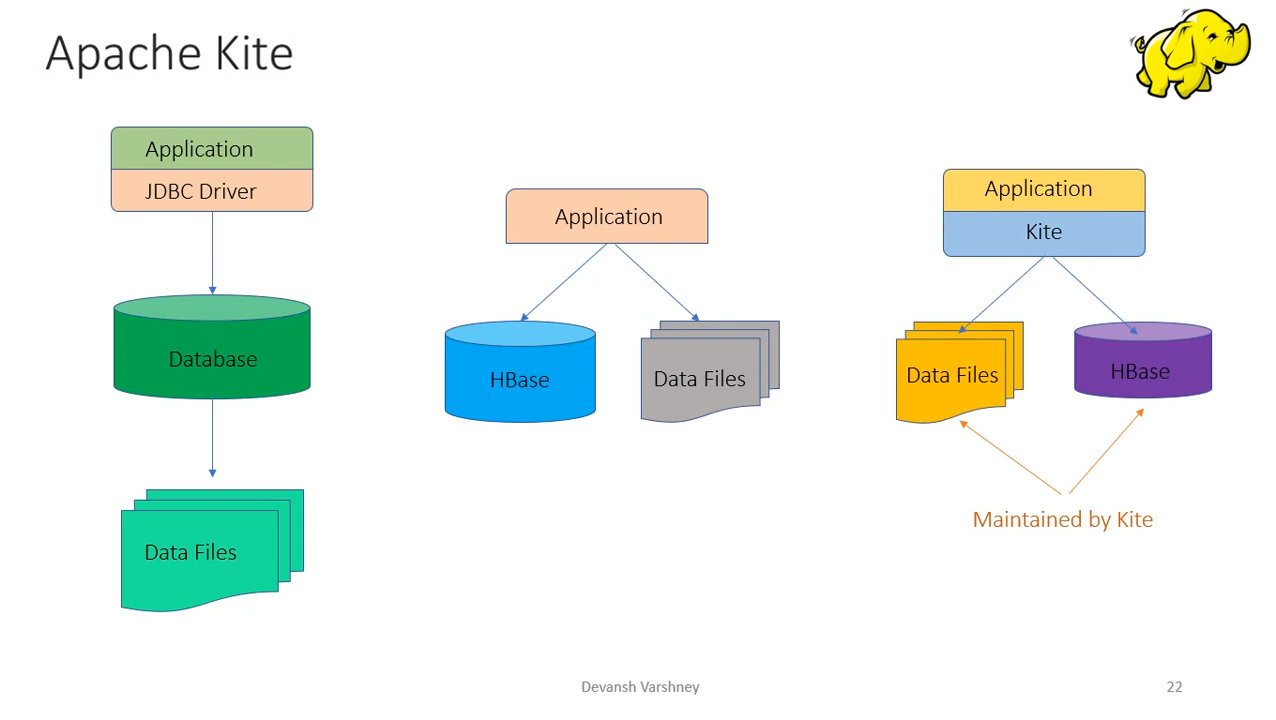 Apache Kite
Application
JDBC Driver
Database
Data Files
Application
HBase
Data Files
Application
Kite
Data Files
HBase
Maintained by Kite
Devansh Varshney
22